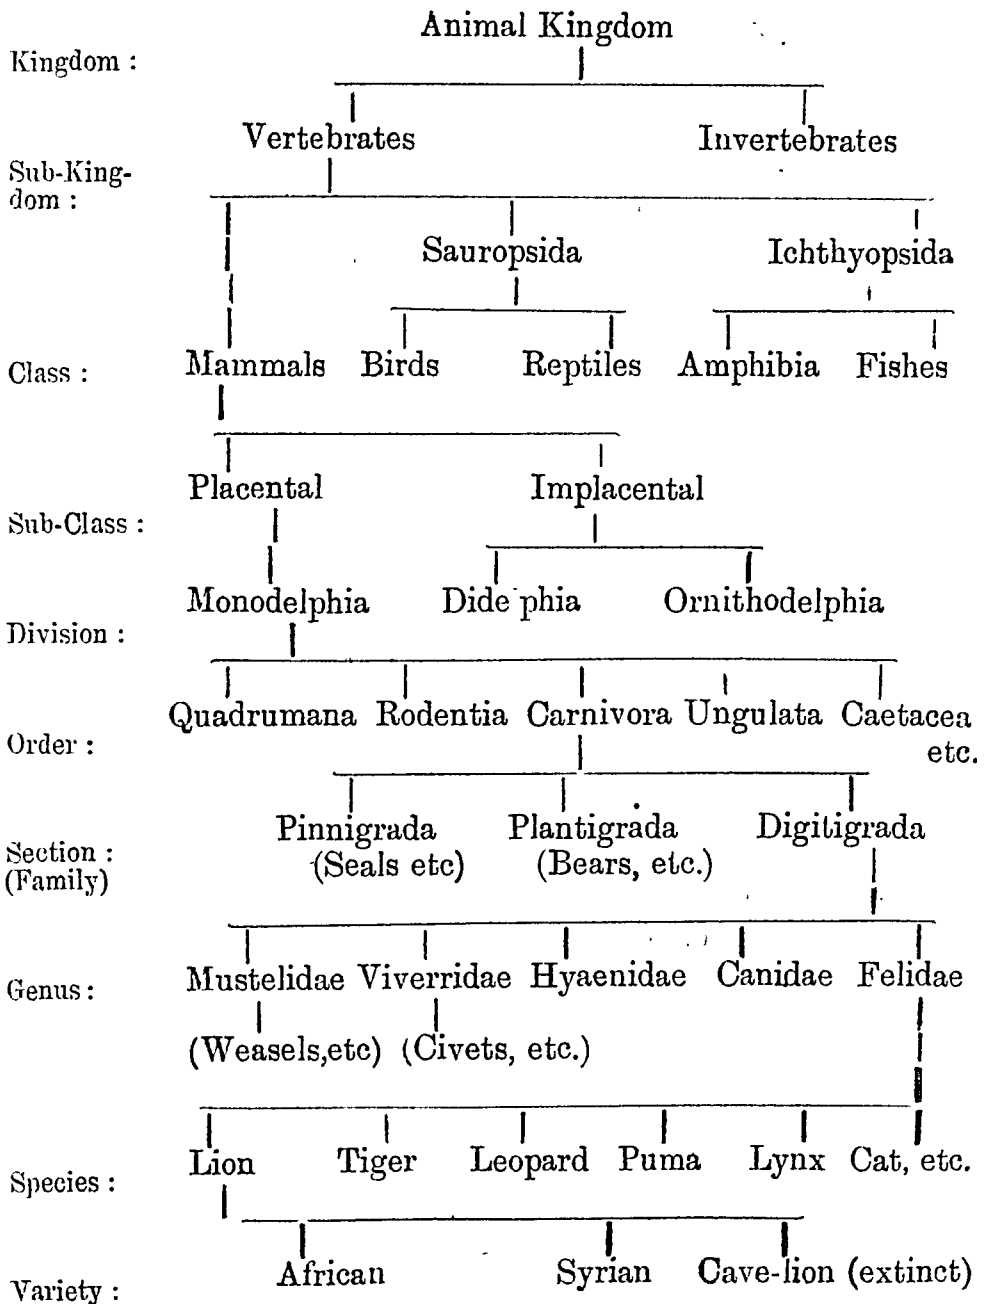 Animal Kingdom
Kingdom :
Vertebrates Invertebrates
Sub-King-
dom :
Sauropsida Ichthyopsida
Mammals Birds Reptiles Amphibia Fishes
Class :
Placental Implacental
Sub-Class :
Monodelphia Dide phia Ornithodelphia
Division :
Quadrumana Rodentia Carnivora Ungulata Caetacea
etc.
Order :
Pinnigrada Plantigrada Digitigrada
(Seals etc) (Bears, etc.)
Section :
(Family)
Mustelidae Viverridae Hyaenidae Canidae Felidae
Genus :
(Weasels,etc) (Civets, etc.)
Lion Tiger Leopard Puma Lynx Cat, etc.
Species :
African Syrian Cave-lion (extinct)
Variety :